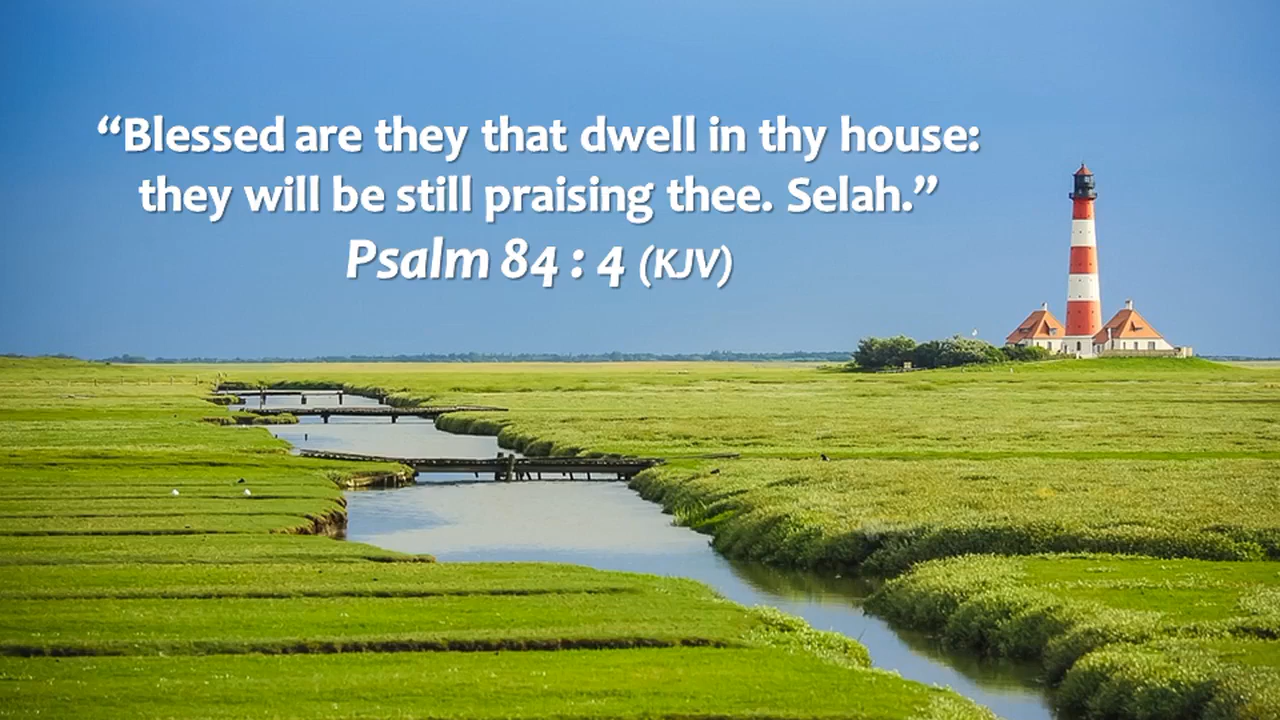 “Blessed are they that dwell in thy house:
they will be still praising thee. Selah.”
Psalm 84 : 4 (KJV)